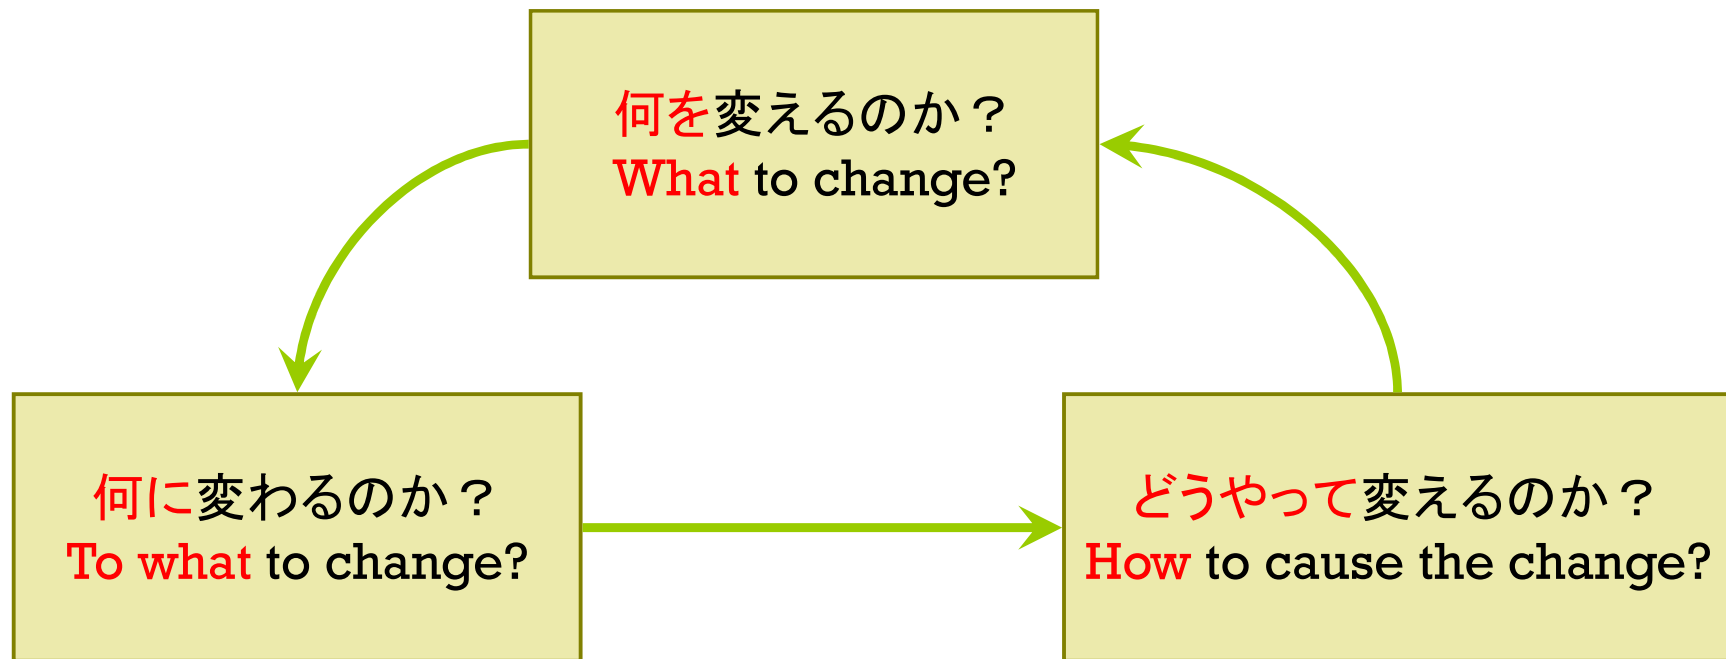 何を変えるのか？
What to change?
何に変わるのか？
To what to change?
どうやって変えるのか？
How to cause the change?